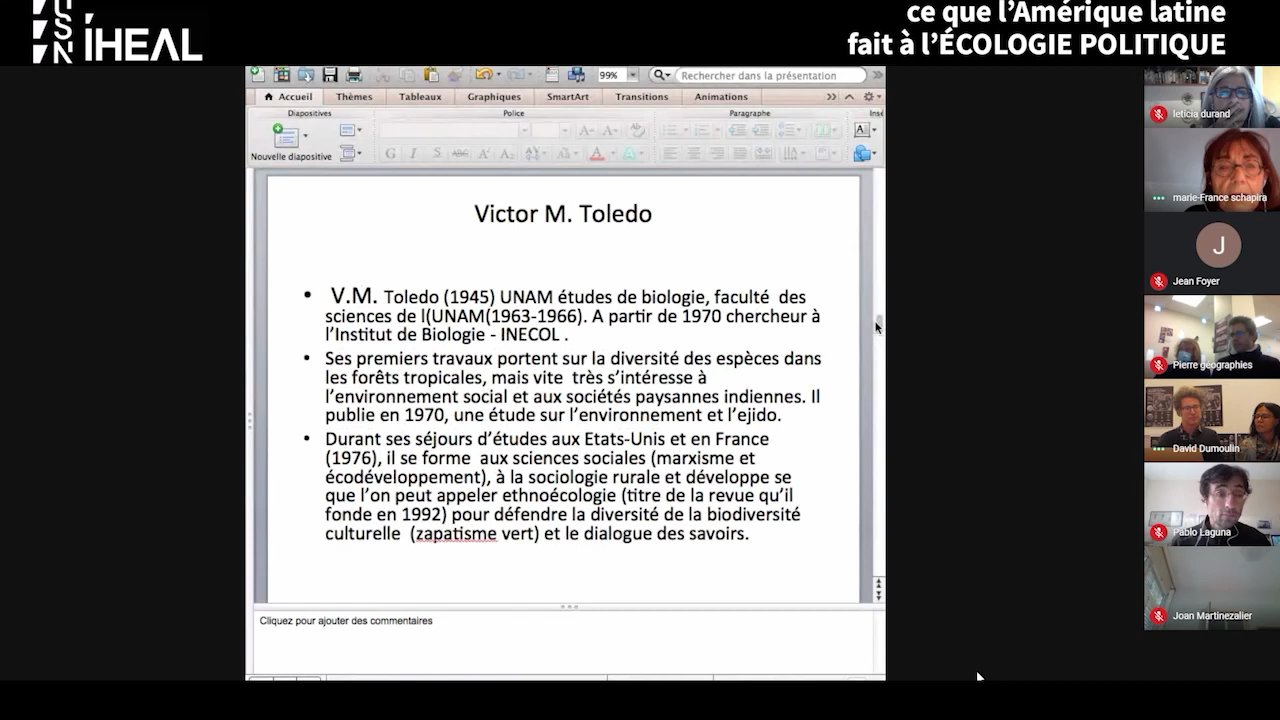 USN
iHEAL
ce que l'Amérique latine
fait à l'ÉCOLOGIE POLITIQUE
99%
Rechercher dans la présentation
Accueil
Thèmes
Tableaux
Graphiques
SmartArt
Transitions
Animations
Diapositives
Police
Paragraphe
Insé
Nouvelle diapositive
G I S ABC A² A₂
Victor M. Toledo
• V.M. Toledo (1945) UNAM études de biologie, faculté des
sciences de l(UNAM(1963-1966). A partir de 1970 chercheur à
l'Institut de Biologie - INECOL .
• Ses premiers travaux portent sur la diversité des espèces dans
les forêts tropicales, mais vite très s'intéresse à
l'environnement social et aux sociétés paysannes indiennes. Il
publie en 1970, une étude sur l'environnement et l'ejido.
• Durant ses séjours d'études aux Etats-Unis et en France
(1976), il se forme aux sciences sociales (marxisme et
écodéveloppement), à la sociologie rurale et développe se
que l'on peut appeler ethnoécologie (titre de la revue qu'il
fonde en 1992) pour défendre la diversité de la biodiversité
culturelle (zapatisme vert) et le dialogue des savoirs.
Cliquez pour ajouter des commentaires
leticia durand
marie-France schapira
J
Jean Foyer
Pierre géographies
David Dumoulin
Pablo Laguna
Joan Martinezalier